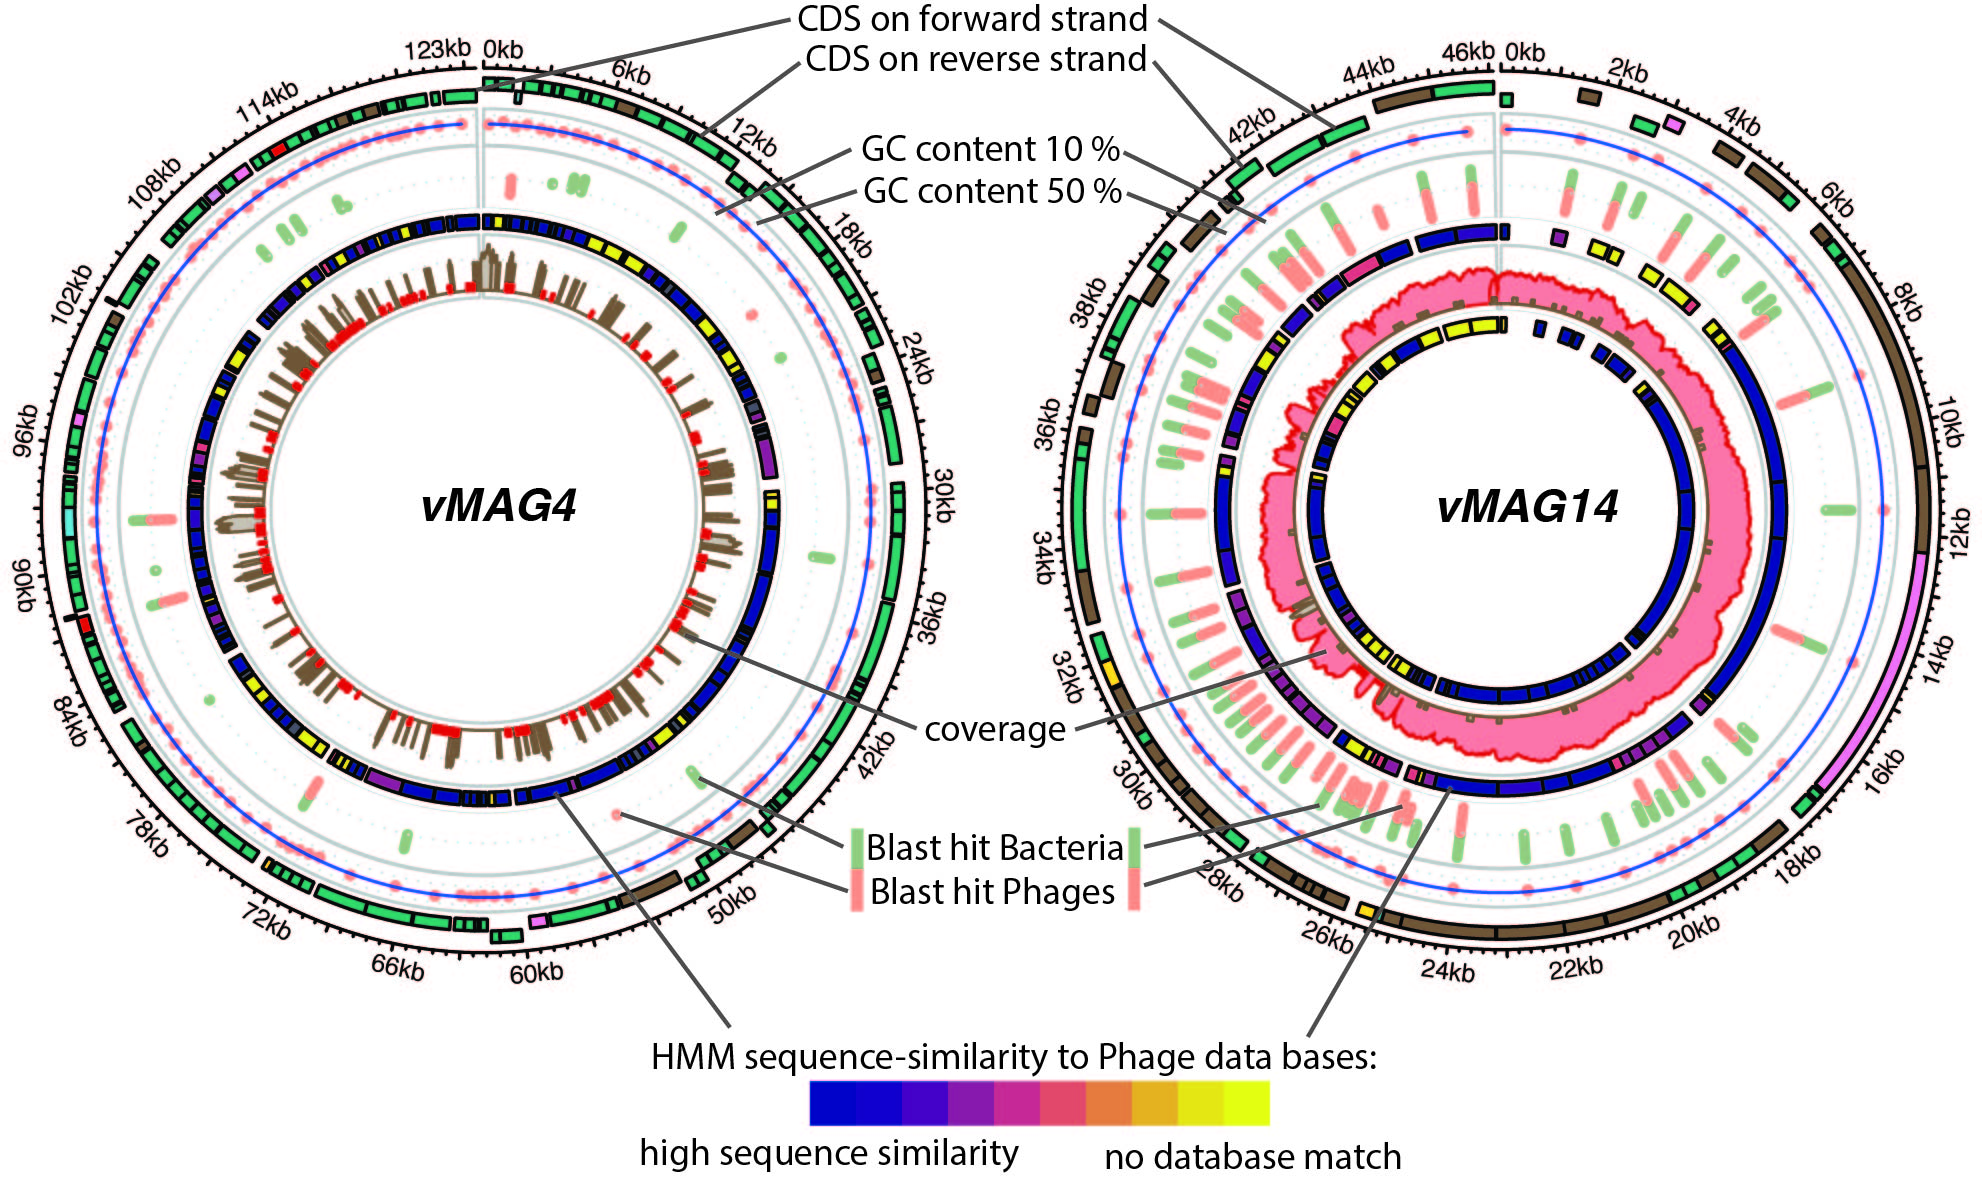 CDS on forward strand
CDS on reverse strand
GC content 10 %
GC content 50 %
123kb
0kb
6kb
12kb
18kb
24kb
30kb
36kb
42kb
50kb
60kb
66kb
72kb
78kb
84kb
90kb
96kb
102kb
108kb
114kb
vMAG4
46kb
0kb
2kb
4kb
6kb
8kb
10kb
12kb
14kb
16kb
18kb
20kb
22kb
24kb
26kb
28kb
30kb
32kb
34kb
36kb
38kb
42kb
44kb
vMAG14
coverage
Blast hit Bacteria
Blast hit Phages
HMM sequence-similarity to Phage data bases:
high sequence similarity
no database match